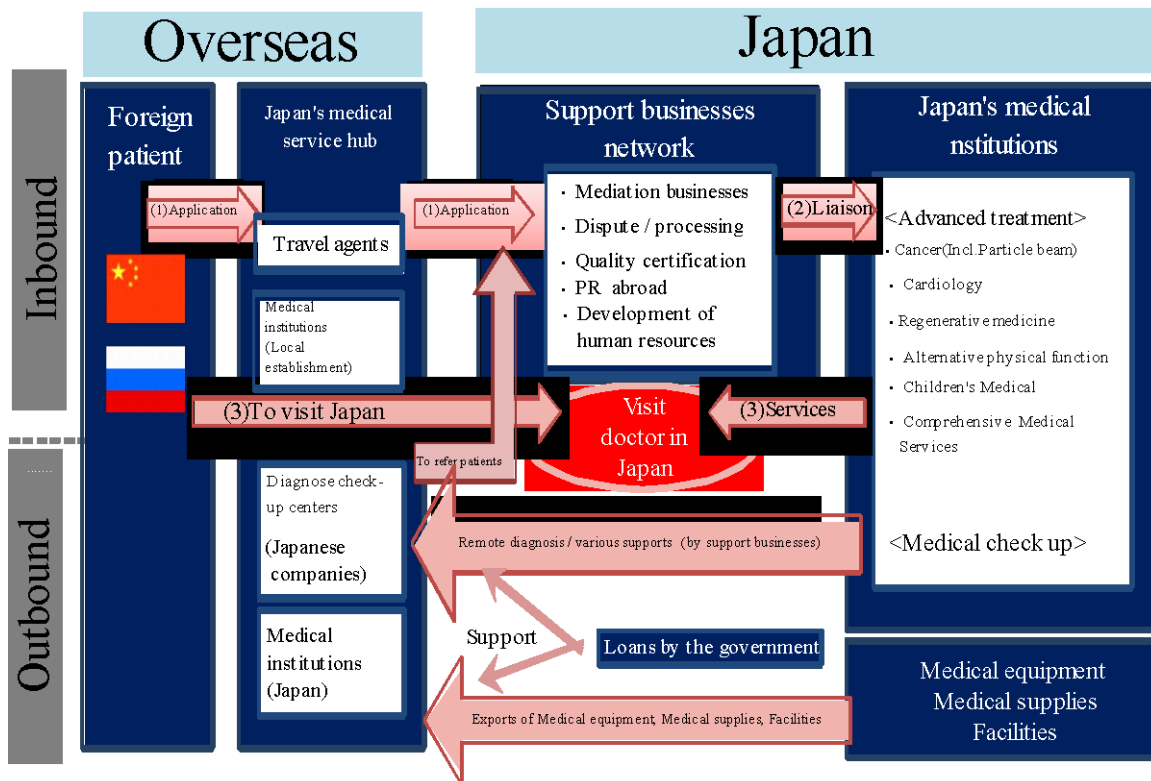 Overseas
Japan
Inbound
Outbound
Foreign
patient
Japan's medical
service hub
Support businesses
network
Japan's medical
nstitutions
(1)Application
(1)Application
(2)Liaison
Travel agents
Medical
institutions
(Local
establishment)
· Mediation businesses
· Dispute / processing
· Quality certification
· PR abroad
· Development of
human resources
<Advanced treatment>
· Cancer(Incl.Particle beam)
· Cardiology
· Regenerative medicine
· Alternative physical function
· Children's Medical
· Comprehensive Medical
Services
<Medical check up>
(3)To visit Japan
Visit
doctor in
Japan
(3)Services
To refer patients
.......
Diagnose check-
up centers
(Japanese
companies)
Remote diagnosis / various supports (by support businesses)
Medical
institutions
(Japan)
Support
Loans by the government
Exports of Medical equipment, Medical supplies, Facilities
Medical equipment
Medical supplies
Facilities